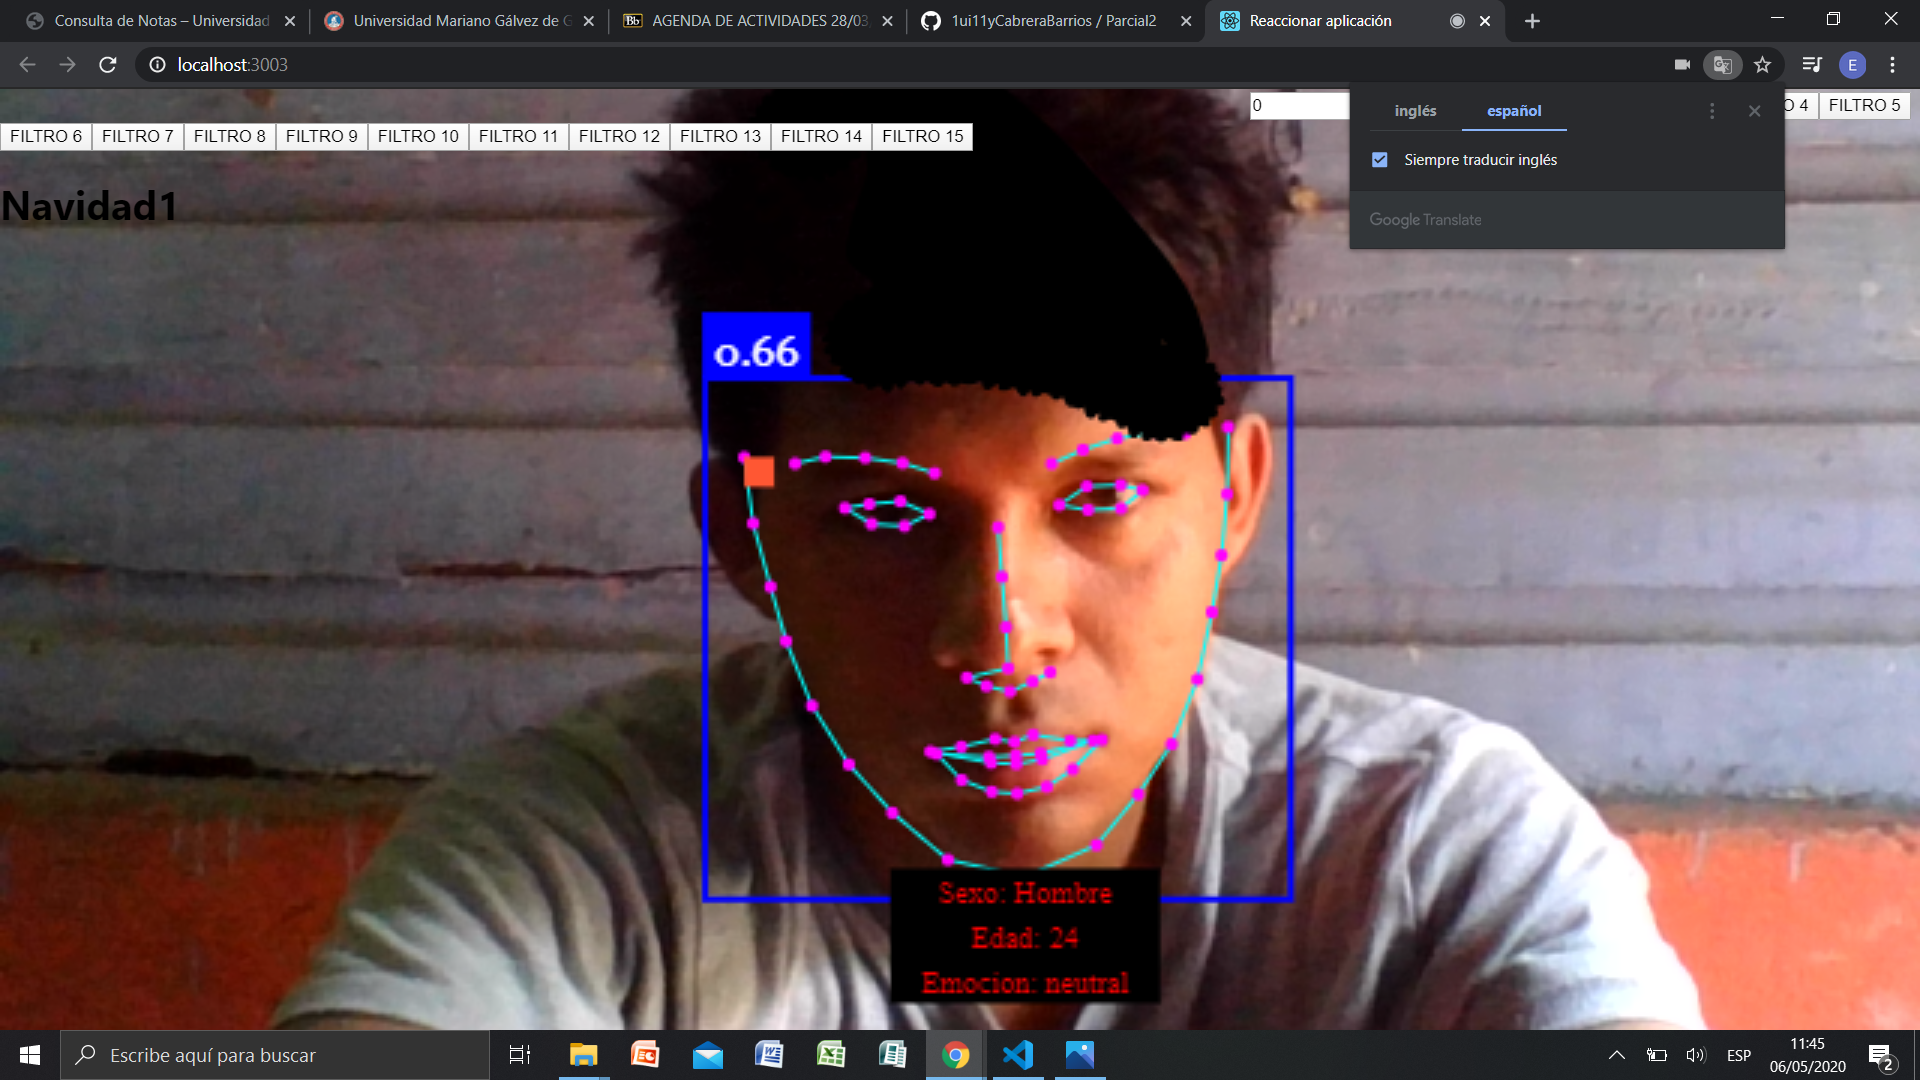 Consulta de Notas – Universidad
Universidad Mariano Gálvez de G
Bb
AGENDA DE ACTIVIDADES 28/03
1ui11yCabreraBarrios / Parcial2
Reaccionar aplicación
localhost:3003
E
0
O 4
FILTRO 5
inglés
español
FILTRO 6
FILTRO 7
FILTRO 8
FILTRO 9
FILTRO 10
FILTRO 11
FILTRO 12
FILTRO 13
FILTRO 14
FILTRO 15
Siempre traducir inglés
Navidad1
Google Translate
0.66
Sexo: Hombre
Edad: 24
Emocion: neutral
Escribe aquí para buscar
ESP
11:45
06/05/2020
2